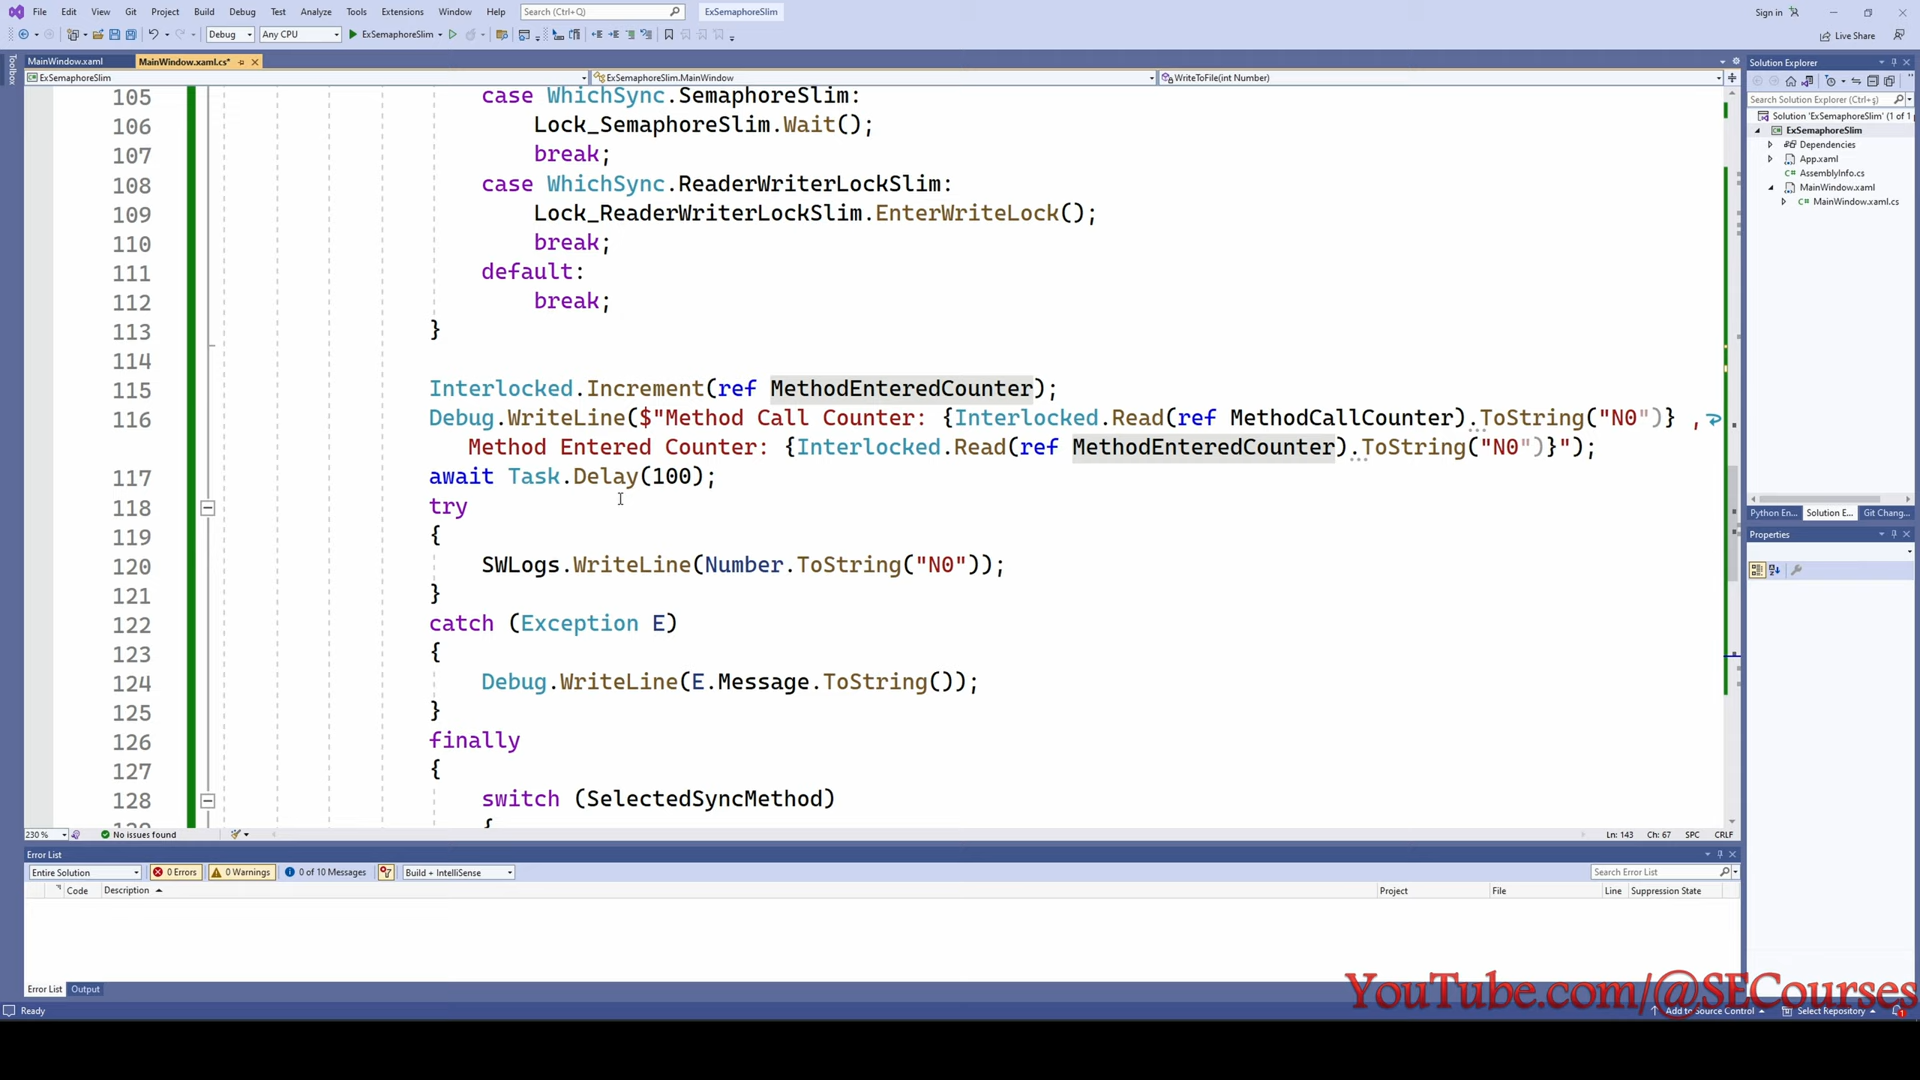 File Edit View Git Project Build Debug Test Analyze Tools Extensions Window Help Search (Ctrl+Q) ExSemaphoreSlim Sign in
Debug Any CPU ExSemaphoreSlim Live Share
Toolbox
MainWindow.xaml MainWindow.xaml.cs*
ExSemaphoreSlim ExSemaphoreSlim.MainWindow WriteToFile(int Number)
105 case WhichSync.SemaphoreSlim:
106 Lock_SemaphoreSlim.Wait();
107 break;
108 case WhichSync.ReaderWriterLockSlim:
109 Lock_ReaderWriterLockSlim.EnterWriteLock();
110 break;
111 default:
112 break;
113 }
114
115 Interlocked.Increment(ref MethodEnteredCounter);
116 Debug.WriteLine($"Method Call Counter: {Interlocked.Read(ref MethodCallCounter).ToString("N0")} ,
Method Entered Counter: {Interlocked.Read(ref MethodEnteredCounter).ToString("N0")}");
117 await Task.Delay(100);
118 try
119 {
120 SWLogs.WriteLine(Number.ToString("N0"));
121 }
122 catch (Exception E)
123 {
124 Debug.WriteLine(E.Message.ToString());
125 }
126 finally
127 {
128 switch (SelectedSyncMethod)
{
230 % No issues found Ln: 143 Ch: 67 SPC CRLF
Error List
Entire Solution 0 Errors 0 Warnings 0 of 10 Messages Build + IntelliSense Search Error List
Code Description Project File Line Suppression State
Error List Output
Ready Add to Source Control Select Repository 1
Solution Explorer
Search Solution Explorer (Ctrl+ş)
Solution 'ExSemaphoreSlim' (1 of 1
ExSemaphoreSlim
Dependencies
App.xaml
AssemblyInfo.cs
MainWindow.xaml
MainWindow.xaml.cs
Python En... Solution E... Git Chang...
Properties
YouTube.com/@SECourses